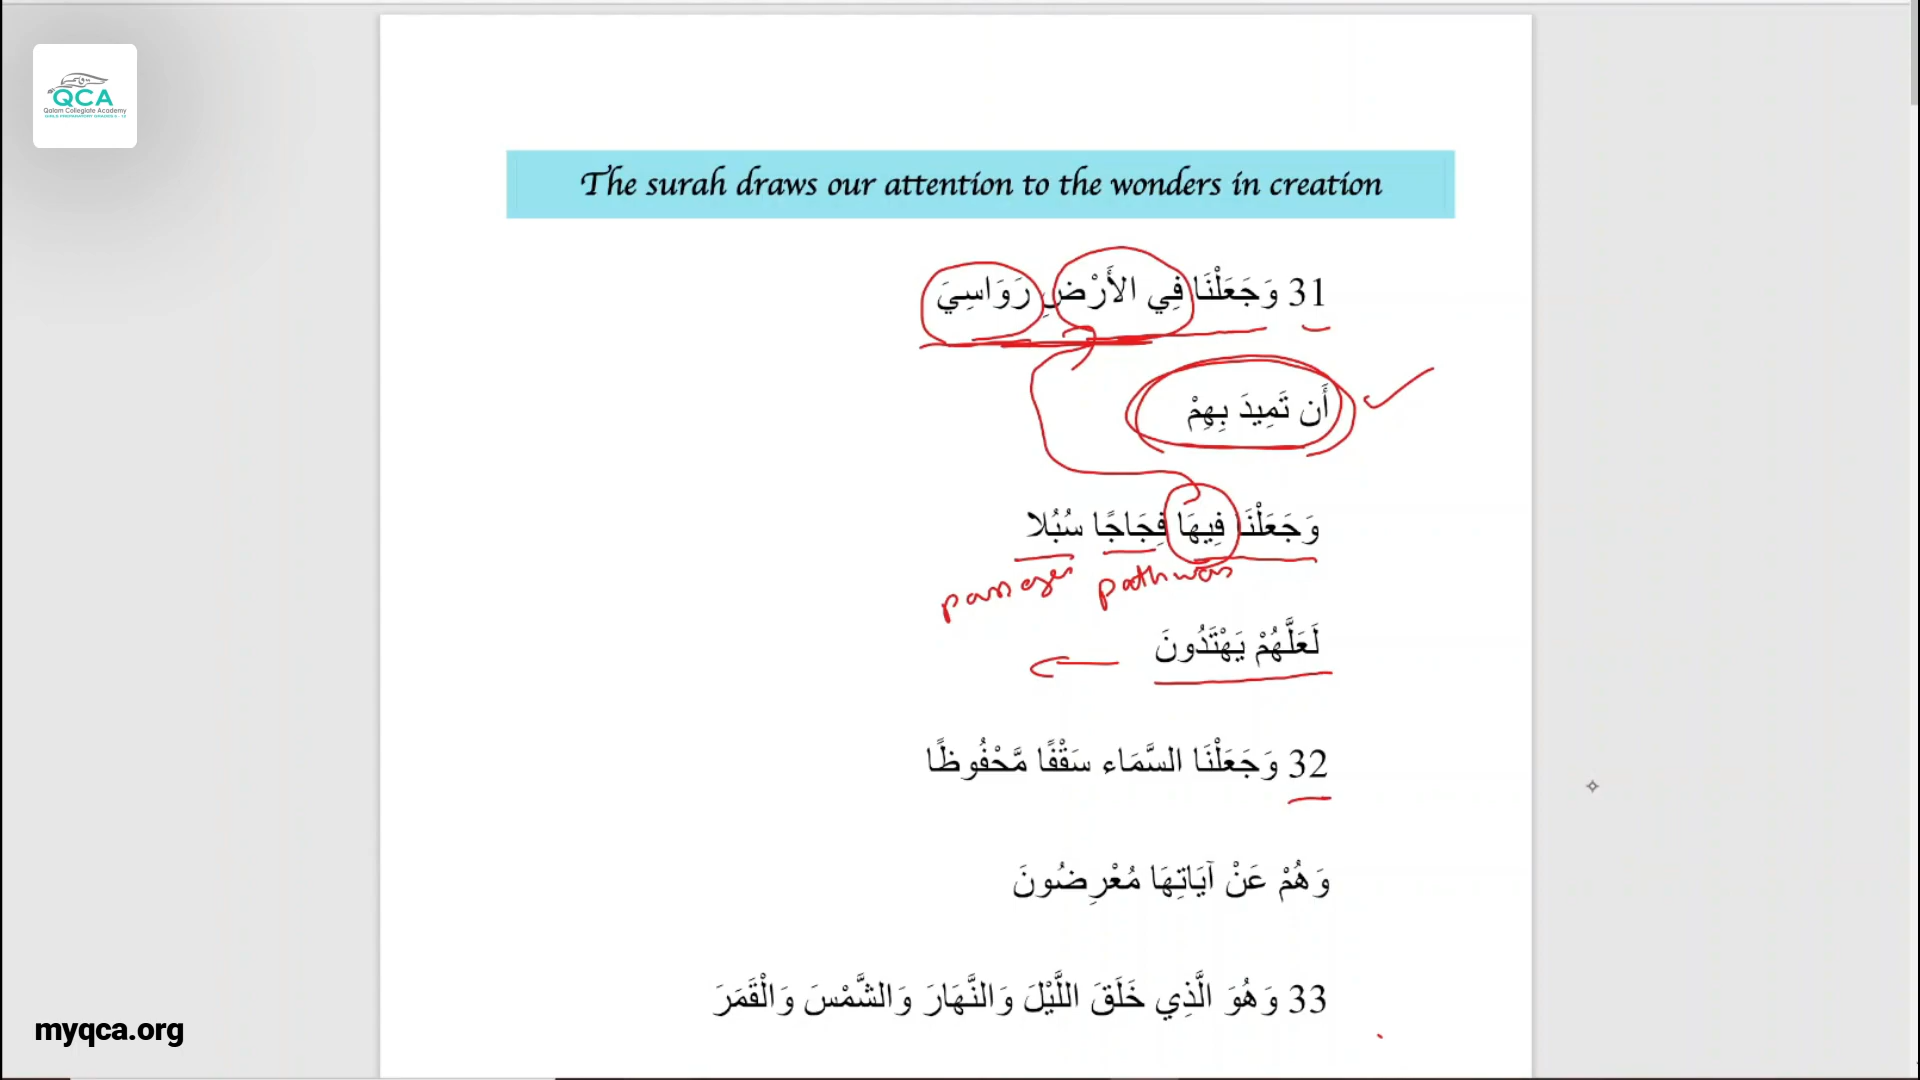 QCA
Qalam Collegiate Academy
The surah draws our attention to the wonders in creation
31 وَجَعَلْنَا فِي الأَرْضِ رَوَاسِيَ
أَن تَمِيدَ بِهِمْ
وَجَعَلْنَا فِيهَا فِجَاجًا سُبُلا
passages pathways
لَعَلَّهُمْ يَهْتَدُونَ
32 وَجَعَلْنَا السَّمَاء سَقْفًا مَّحْفُوظًا
وَهُمْ عَنْ آيَاتِهَا مُعْرِضُونَ
33 وَهُوَ الَّذِي خَلَقَ اللَّيْلَ وَالنَّهَارَ وَالشَّمْسَ وَالْقَمَرَ
myqca.org